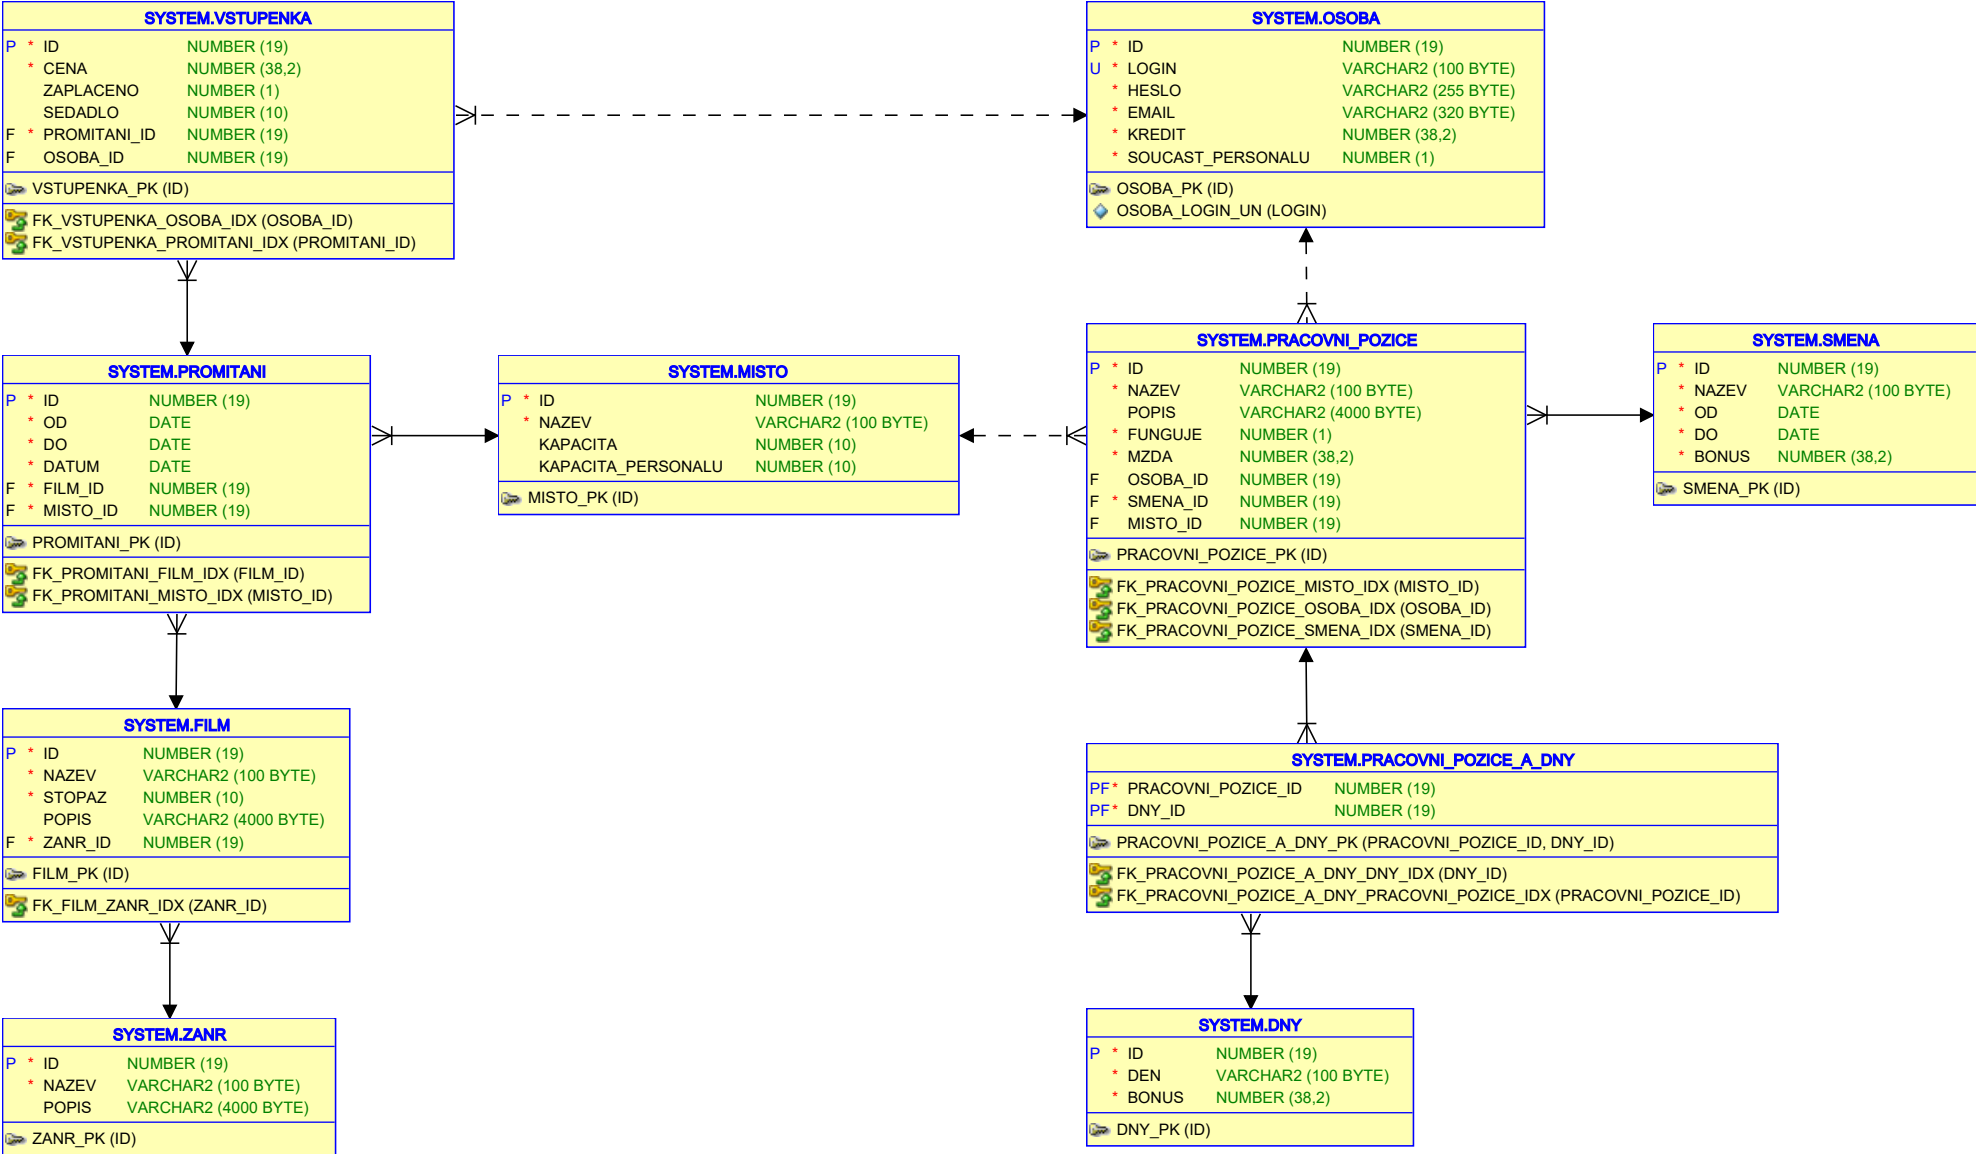 SYSTEM.VSTUPENKA
P * ID NUMBER (19)
* CENA NUMBER (38,2)
ZAPLACENO NUMBER (1)
SEDADLO NUMBER (10)
F * PROMITANI_ID NUMBER (19)
F OSOBA_ID NUMBER (19)
VSTUPENKA_PK (ID)
FK_VSTUPENKA_OSOBA_IDX (OSOBA_ID)
FK_VSTUPENKA_PROMITANI_IDX (PROMITANI_ID)
SYSTEM.OSOBA
P * ID NUMBER (19)
U * LOGIN VARCHAR2 (100 BYTE)
* HESLO VARCHAR2 (255 BYTE)
* EMAIL VARCHAR2 (320 BYTE)
* KREDIT NUMBER (38,2)
* SOUCAST_PERSONALU NUMBER (1)
OSOBA_PK (ID)
OSOBA_LOGIN_UN (LOGIN)
SYSTEM.PROMITANI
P * ID NUMBER (19)
* OD DATE
* DO DATE
* DATUM DATE
F * FILM_ID NUMBER (19)
F * MISTO_ID NUMBER (19)
PROMITANI_PK (ID)
FK_PROMITANI_FILM_IDX (FILM_ID)
FK_PROMITANI_MISTO_IDX (MISTO_ID)
SYSTEM.MISTO
P * ID NUMBER (19)
* NAZEV VARCHAR2 (100 BYTE)
KAPACITA NUMBER (10)
KAPACITA_PERSONALU NUMBER (10)
MISTO_PK (ID)
SYSTEM.PRACOVNI_POZICE
P * ID NUMBER (19)
* NAZEV VARCHAR2 (100 BYTE)
POPIS VARCHAR2 (4000 BYTE)
* FUNGUJE NUMBER (1)
* MZDA NUMBER (38,2)
F OSOBA_ID NUMBER (19)
F * SMENA_ID NUMBER (19)
F MISTO_ID NUMBER (19)
PRACOVNI_POZICE_PK (ID)
FK_PRACOVNI_POZICE_MISTO_IDX (MISTO_ID)
FK_PRACOVNI_POZICE_OSOBA_IDX (OSOBA_ID)
FK_PRACOVNI_POZICE_SMENA_IDX (SMENA_ID)
SYSTEM.SMENA
P * ID NUMBER (19)
* NAZEV VARCHAR2 (100 BYTE)
* OD DATE
* DO DATE
* BONUS NUMBER (38,2)
SMENA_PK (ID)
SYSTEM.FILM
P * ID NUMBER (19)
* NAZEV VARCHAR2 (100 BYTE)
* STOPAZ NUMBER (10)
POPIS VARCHAR2 (4000 BYTE)
F * ZANR_ID NUMBER (19)
FILM_PK (ID)
FK_FILM_ZANR_IDX (ZANR_ID)
SYSTEM.PRACOVNI_POZICE_A_DNY
PF* PRACOVNI_POZICE_ID NUMBER (19)
PF* DNY_ID NUMBER (19)
PRACOVNI_POZICE_A_DNY_PK (PRACOVNI_POZICE_ID, DNY_ID)
FK_PRACOVNI_POZICE_A_DNY_DNY_IDX (DNY_ID)
FK_PRACOVNI_POZICE_A_DNY_PRACOVNI_POZICE_IDX (PRACOVNI_POZICE_ID)
SYSTEM.ZANR
P * ID NUMBER (19)
* NAZEV VARCHAR2 (100 BYTE)
POPIS VARCHAR2 (4000 BYTE)
ZANR_PK (ID)
SYSTEM.DNY
P * ID NUMBER (19)
* DEN VARCHAR2 (100 BYTE)
* BONUS NUMBER (38,2)
DNY_PK (ID)